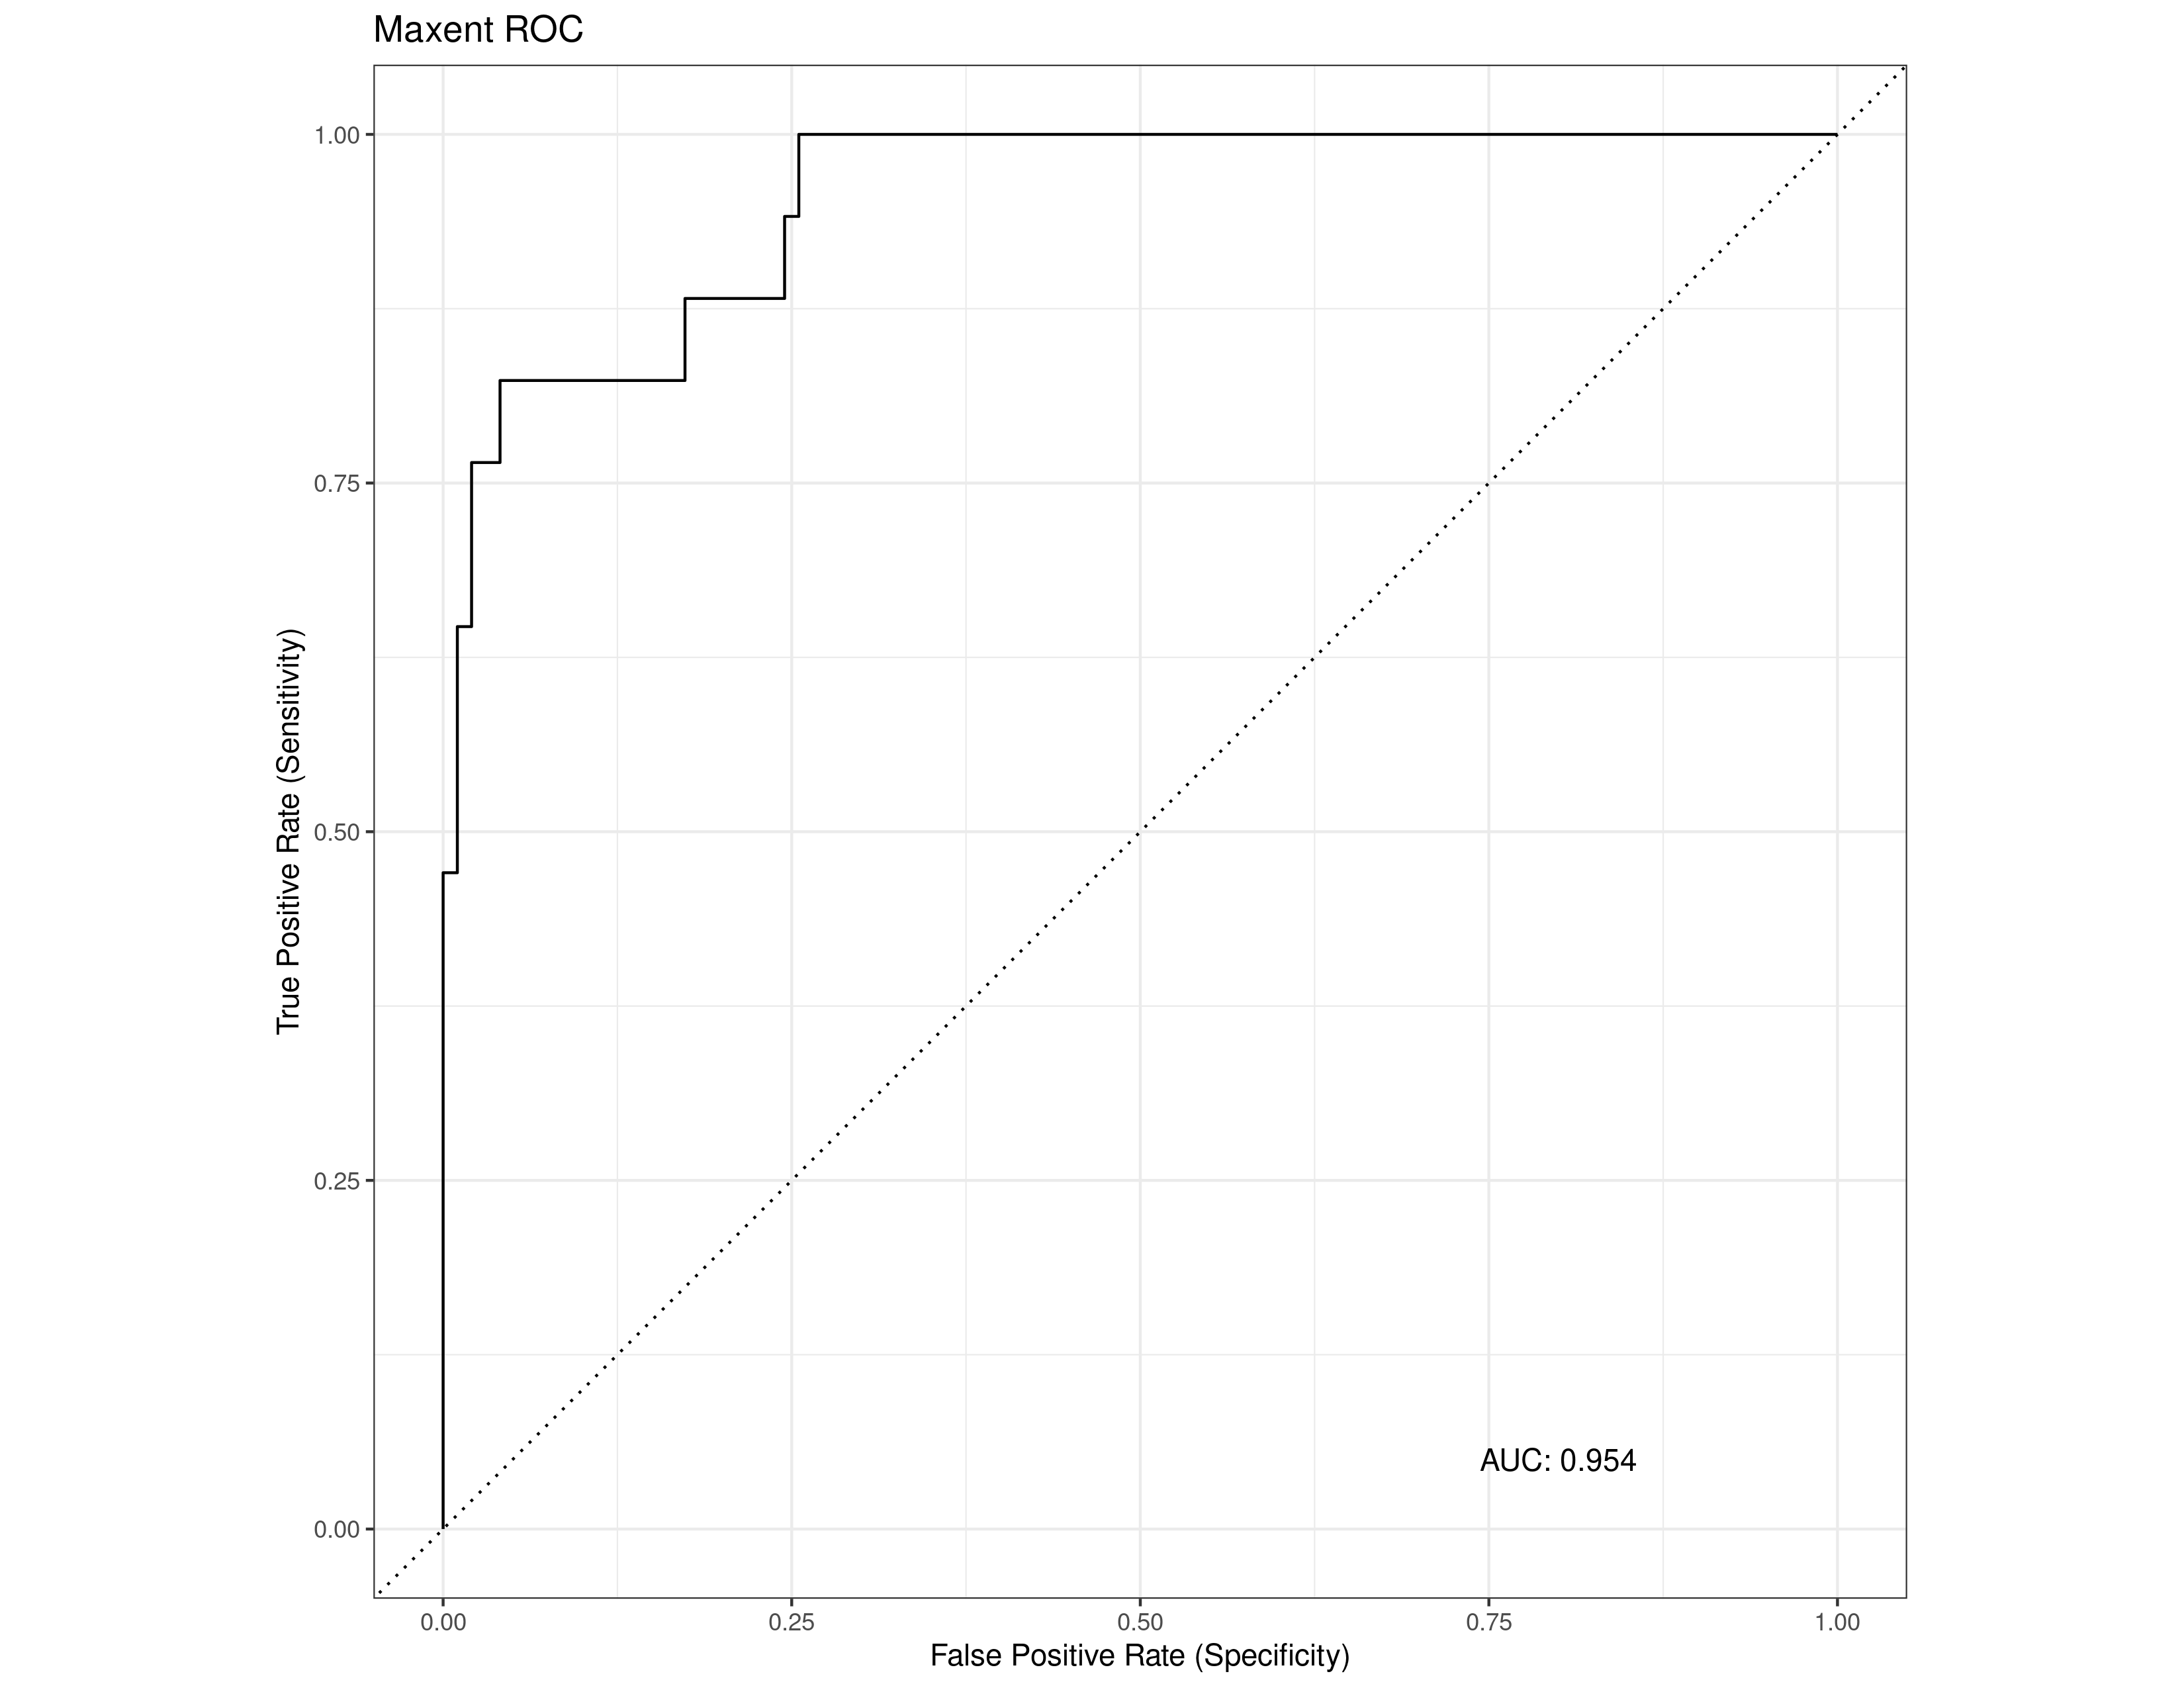 Maxent ROC
True Positive Rate (Sensitivity)
1.00
0.75
0.50
0.25
0.00
AUC: 0.954
0.00 0.25 0.50 0.75 1.00
False Positive Rate (Specificity)